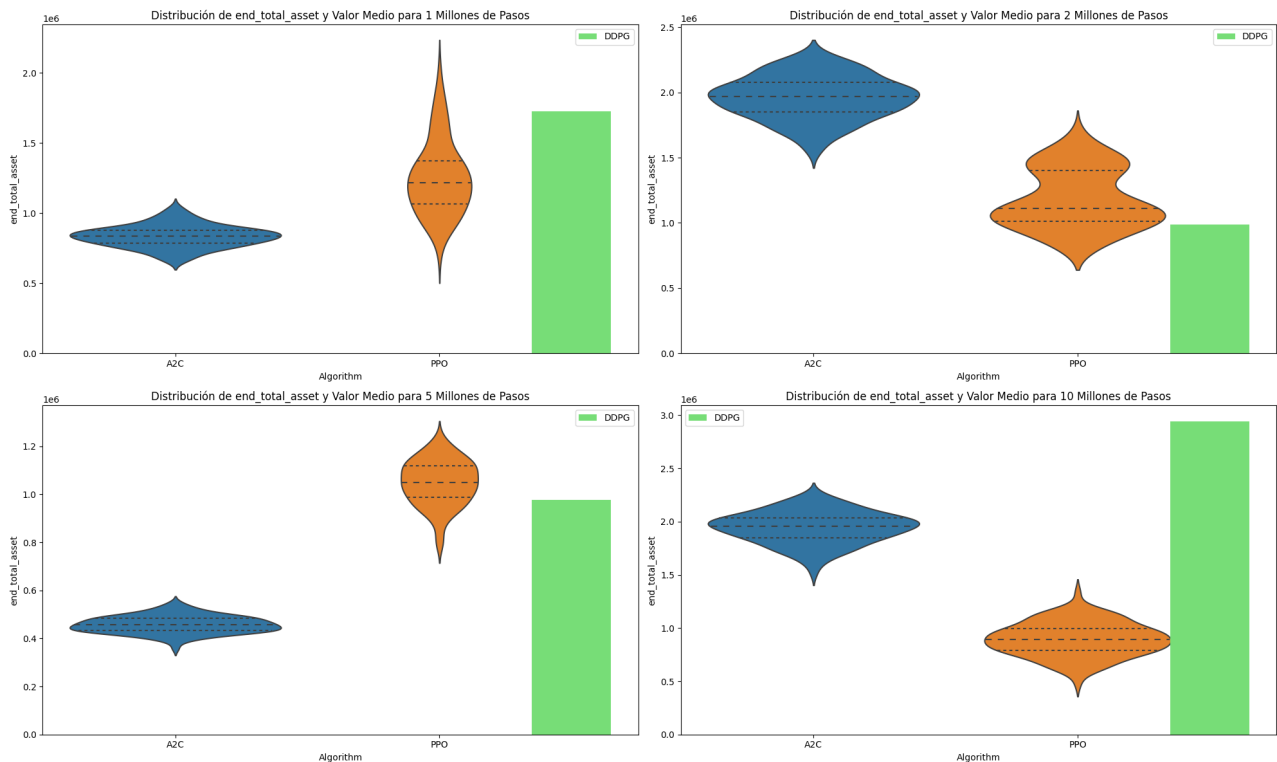 Distribución de end_total_asset y Valor Medio para 1 Millones de Pasos
1e6
DDPG
end_total_asset
2.0
1.5
1.0
0.5
0.0
A2C
PPO
Algorithm
Distribución de end_total_asset y Valor Medio para 2 Millones de Pasos
1e6
DDPG
end_total_asset
2.5
2.0
1.5
1.0
0.5
0.0
A2C
PPO
Algorithm
Distribución de end_total_asset y Valor Medio para 5 Millones de Pasos
1e6
DDPG
end_total_asset
1.2
1.0
0.8
0.6
0.4
0.2
0.0
A2C
PPO
Algorithm
Distribución de end_total_asset y Valor Medio para 10 Millones de Pasos
1e6
DDPG
end_total_asset
3.0
2.5
2.0
1.5
1.0
0.5
0.0
A2C
PPO
Algorithm